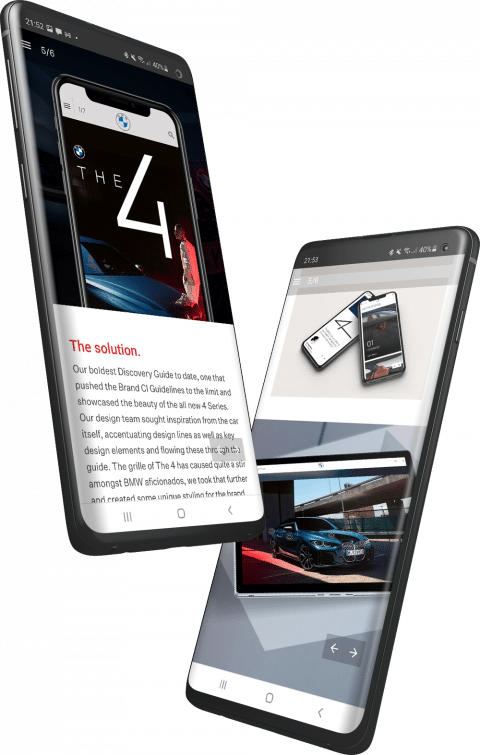 21:52
40%
5/6
1/7
THE
4
The solution.
Our boldest Discovery Guide to date, one that
pushed the Brand CI Guidelines to the limit and
showcased the beauty of the all new 4 Series.
Our design team sought inspiration from the car
itself, accentuating design lines as well as key
design elements and flowing these through the
guide. The grille of The 4 has caused quite a stir
amongst BMW aficionados, we took that further
and created some unique styling for the brand
21:53
40%
5/6
4
01